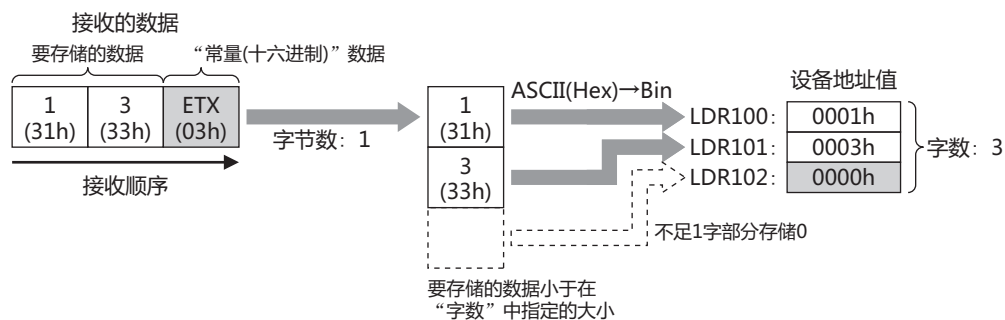 接收的数据
要存储的数据
“常量(十六进制)”数据
1
(31h)
3
(33h)
ETX
(03h)
接收顺序
字节数：1
1
(31h)
3
(33h)
ASCII(Hex)→Bin
设备地址值
LDR100：
0001h
LDR101：
0003h
LDR102：
0000h
字数：3
不足1字部分存储0
要存储的数据小于在
“字数”中指定的大小